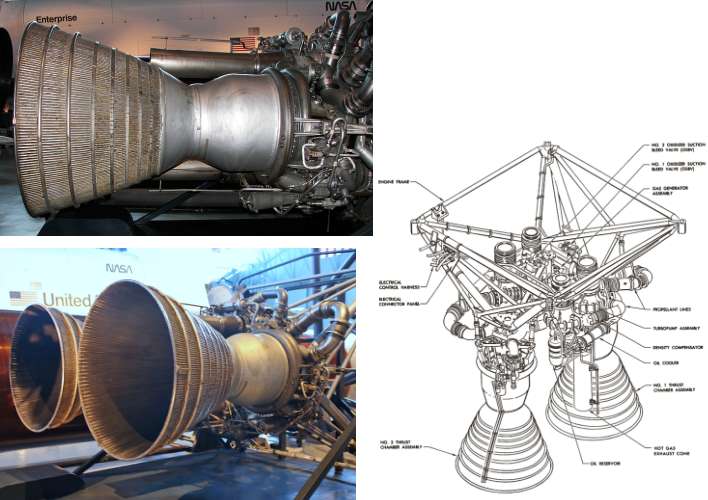 NASA
Enterprise
NASA
United
NO. 2 OXIDIZER SUCTION
BLEED VALVE (OSBV)
NO. 1 OXIDIZER SUCTION
BLEED VALVE (OSBV)
GAS GENERATOR
ASSEMBLY
ENGINE FRAME
ELECTRICAL
CONTROL HARNESS
ELECTRICAL
CONNECTOR PANEL
PROPELLANT LINES
TURBOPUMP ASSEMBLY
DENSITY COMPENSATOR
OIL COOLER
NO. 1 THRUST
CHAMBER ASSEMBLY
NO. 2 THRUST
CHAMBER ASSEMBLY
HOT GAS
EXHAUST CONE
OIL RESERVOIR